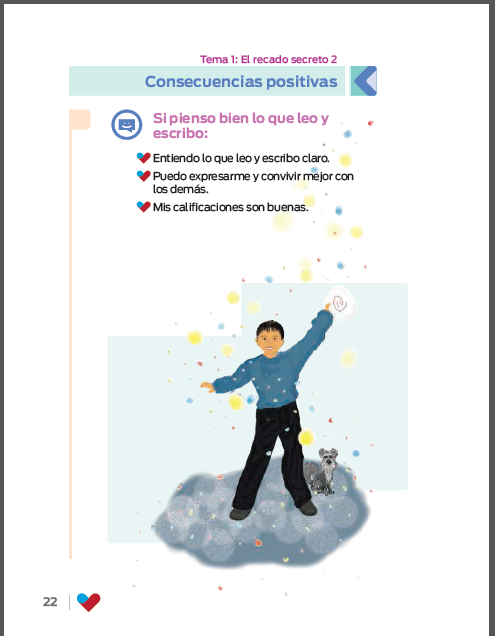 Tema 1: El recado secreto 2
Consecuencias positivas
Si pienso bien lo que leo y
escribo:
Entiendo lo que leo y escribo claro.
Puedo expresarme y convivir mejor con
los demás.
Mis calificaciones son buenas.
22